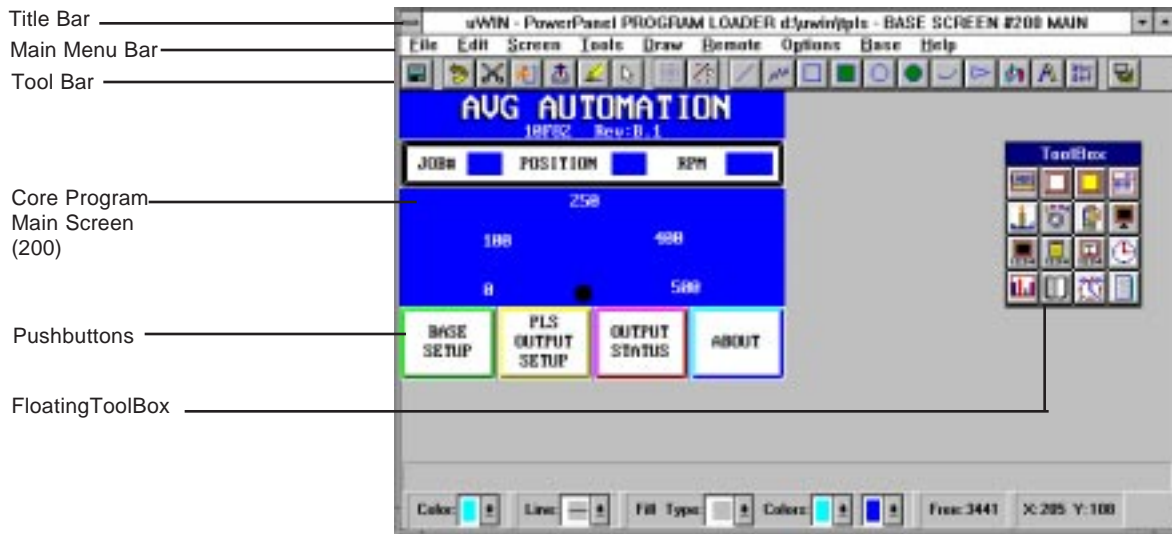 Title Bar
Main Menu Bar
Tool Bar
Core Program
Main Screen
(200)
Pushbuttons
FloatingToolBox
uWIN - PowerPanel PROGRAM LOADER d:\uwin\pls - BASE SCREEN #200 MAIN
File Edit Screen Tools Draw Remote Options Base Help
AVG AUTOMATION
Rev:B.1
JOB# POSITION RPM
250
100 400
0 500
BASE
SETUP
PLS
OUTPUT
SETUP
OUTPUT
STATUS
ABOUT
ToolBox
Color: Line: Fill Type: Colors: Free: 3441 X: 205 Y: 108